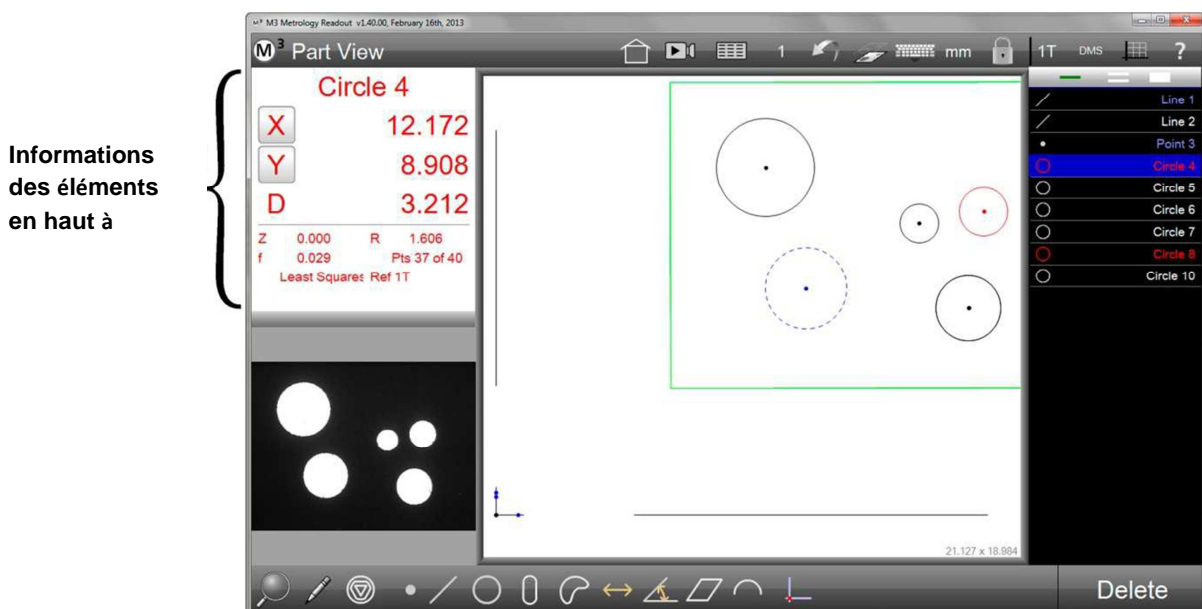 M³ M3 Metrology Readout v1.40.00, February 16th, 2013
M³ Part View
1
mm
1T
DMS
?
Informations
des éléments
en haut à
Circle 4
X 12.172
Y 8.908
D 3.212
Z 0.000 R 1.606
f 0.029 Pts 37 of 40
Least Squares Ref 1T
Line 1
Line 2
Point 3
Circle 4
Circle 5
Circle 6
Circle 7
Circle 8
Circle 10
21.127 x 18.984
Delete